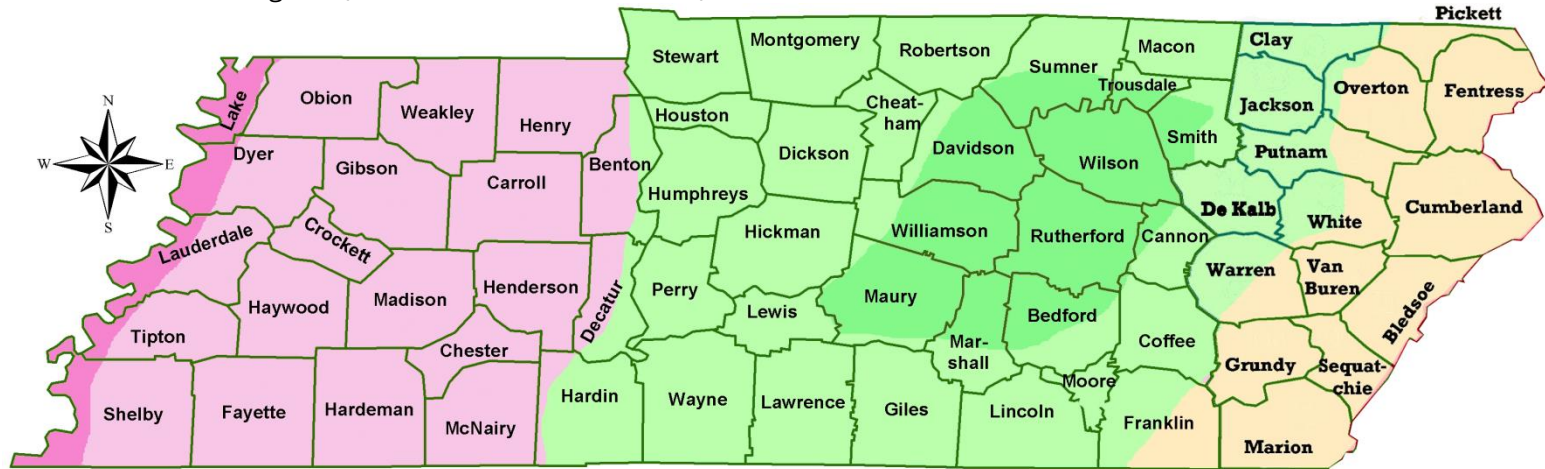 Pickett
Stewart
Montgomery
Robertson
Sumner
Macon
Clay
Overton
Fentress
Trousdale
Lake
Obion
Weakley
Henry
Houston
Cheat-
ham
Jackson
Smith
N
W
E
S
Dyer
Gibson
Carroll
Benton
Dickson
Davidson
Wilson
Putnam
Humphreys
De Kalb
White
Cumberland
Lauderdale
Crockett
Hickman
Williamson
Rutherford
Cannon
Warren
Van
Buren
Haywood
Madison
Henderson
Decatur
Perry
Lewis
Maury
Bedford
Bledsoe
Tipton
Chester
Mar-
shall
Coffee
Grundy
Sequat-
chie
Moore
Shelby
Fayette
Hardeman
McNairy
Hardin
Wayne
Lawrence
Giles
Lincoln
Franklin
Marion